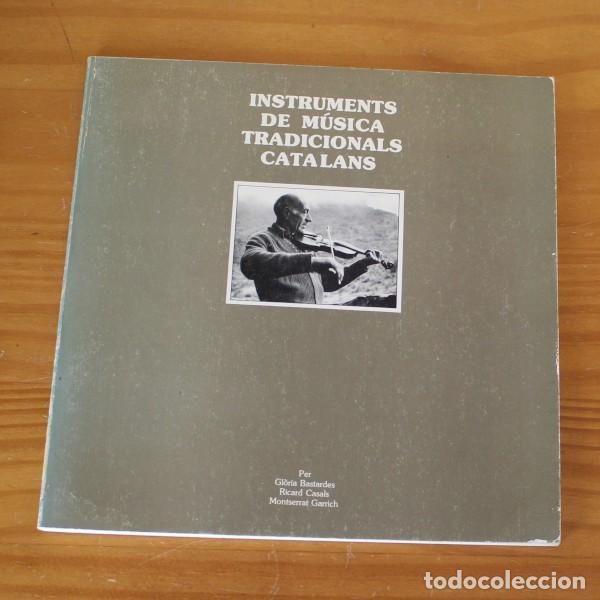 INSTRUMENTS
DE MÚSICA
TRADICIONALS
CATALANS
Per
Glòria Bastardes
Ricard Casals
Montserrat Garrich
todocoleccion